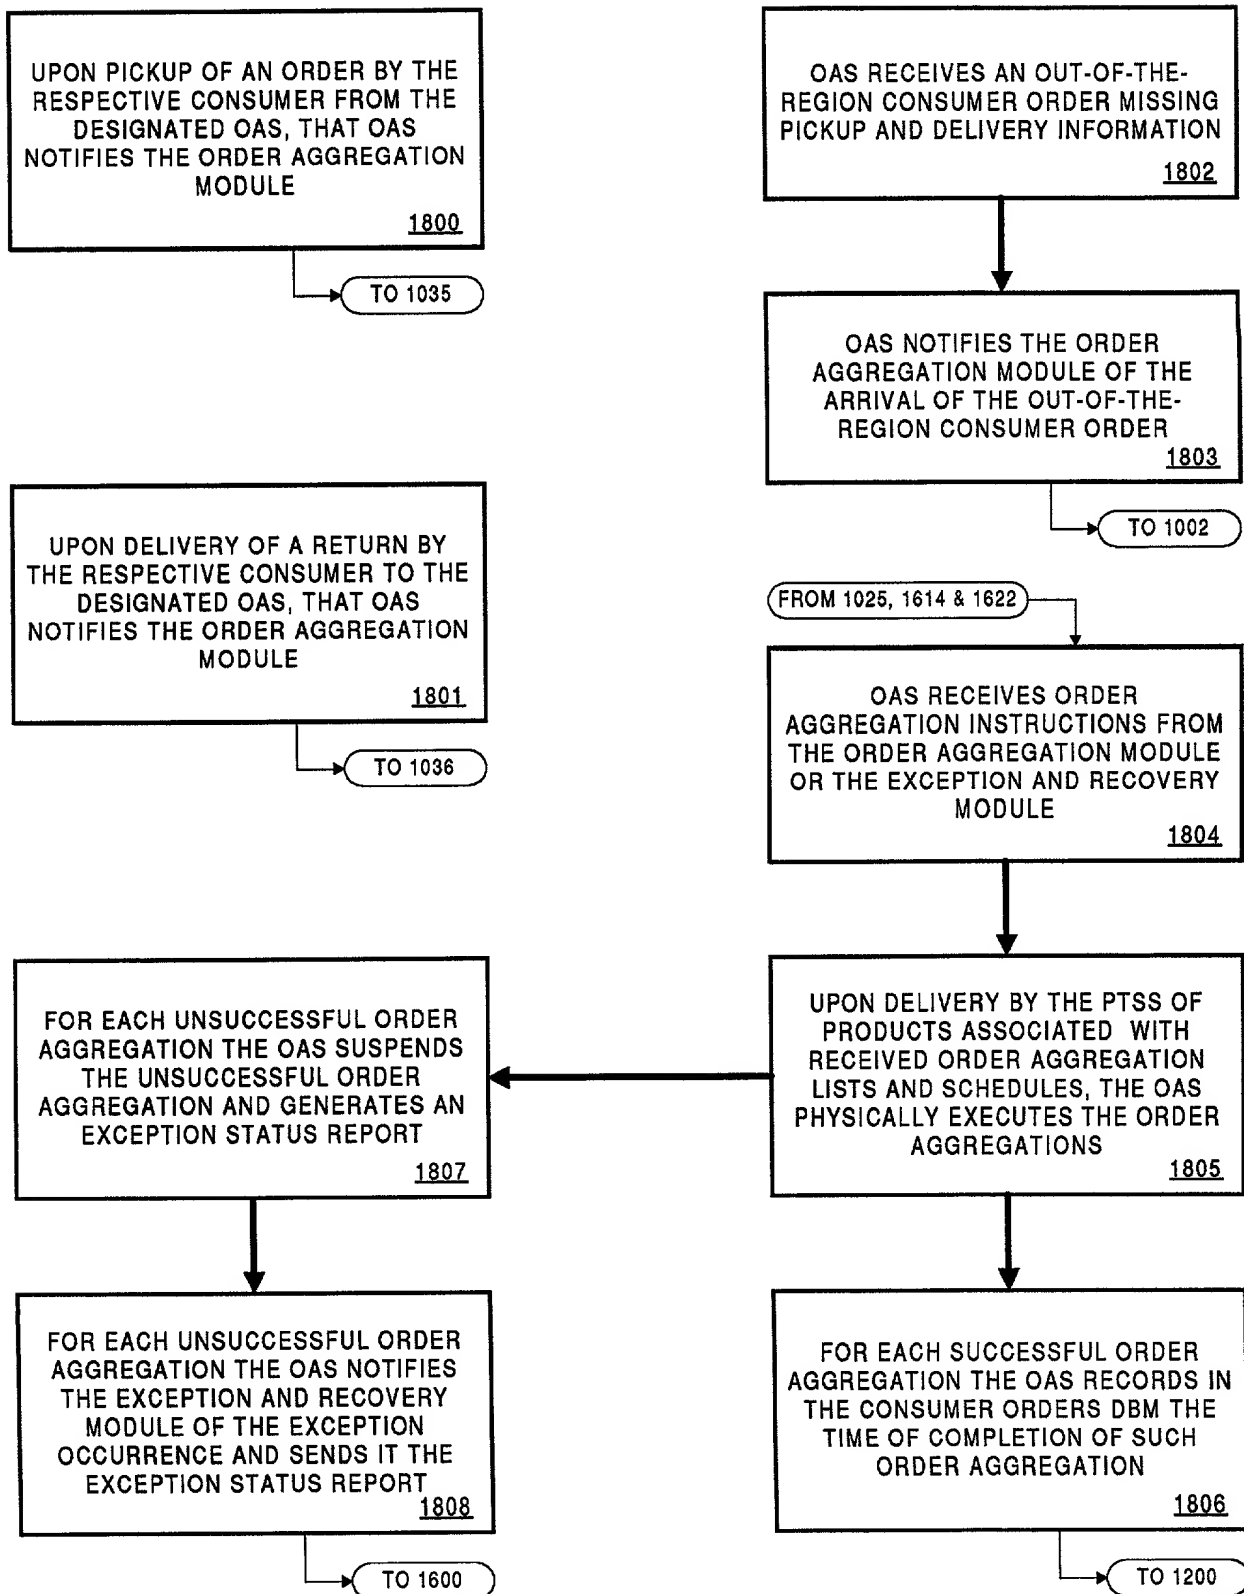 UPON PICKUP OF AN ORDER BY THE
RESPECTIVE CONSUMER FROM THE
DESIGNATED OAS, THAT OAS
NOTIFIES THE ORDER AGGREGATION
MODULE
1800
TO 1035
OAS RECEIVES AN OUT-OF-THE-
REGION CONSUMER ORDER MISSING
PICKUP AND DELIVERY INFORMATION
1802
OAS NOTIFIES THE ORDER
AGGREGATION MODULE OF THE
ARRIVAL OF THE OUT-OF-THE-
REGION CONSUMER ORDER
1803
TO 1002
UPON DELIVERY OF A RETURN BY
THE RESPECTIVE CONSUMER TO THE
DESIGNATED OAS, THAT OAS
NOTIFIES THE ORDER AGGREGATION
MODULE
1801
TO 1036
FROM 1025, 1614 & 1622
OAS RECEIVES ORDER
AGGREGATION INSTRUCTIONS FROM
THE ORDER AGGREGATION MODULE
OR THE EXCEPTION AND RECOVERY
MODULE
1804
UPON DELIVERY BY THE PTSS OF
PRODUCTS ASSOCIATED WITH
RECEIVED ORDER AGGREGATION
LISTS AND SCHEDULES, THE OAS
PHYSICALLY EXECUTES THE ORDER
AGGREGATIONS
1805
FOR EACH UNSUCCESSFUL ORDER
AGGREGATION THE OAS SUSPENDS
THE UNSUCCESSFUL ORDER
AGGREGATION AND GENERATES AN
EXCEPTION STATUS REPORT
1807
FOR EACH UNSUCCESSFUL ORDER
AGGREGATION THE OAS NOTIFIES
THE EXCEPTION AND RECOVERY
MODULE OF THE EXCEPTION
OCCURRENCE AND SENDS IT THE
EXCEPTION STATUS REPORT
1808
TO 1600
FOR EACH SUCCESSFUL ORDER
AGGREGATION THE OAS RECORDS IN
THE CONSUMER ORDERS DBM THE
TIME OF COMPLETION OF SUCH
ORDER AGGREGATION
1806
TO 1200